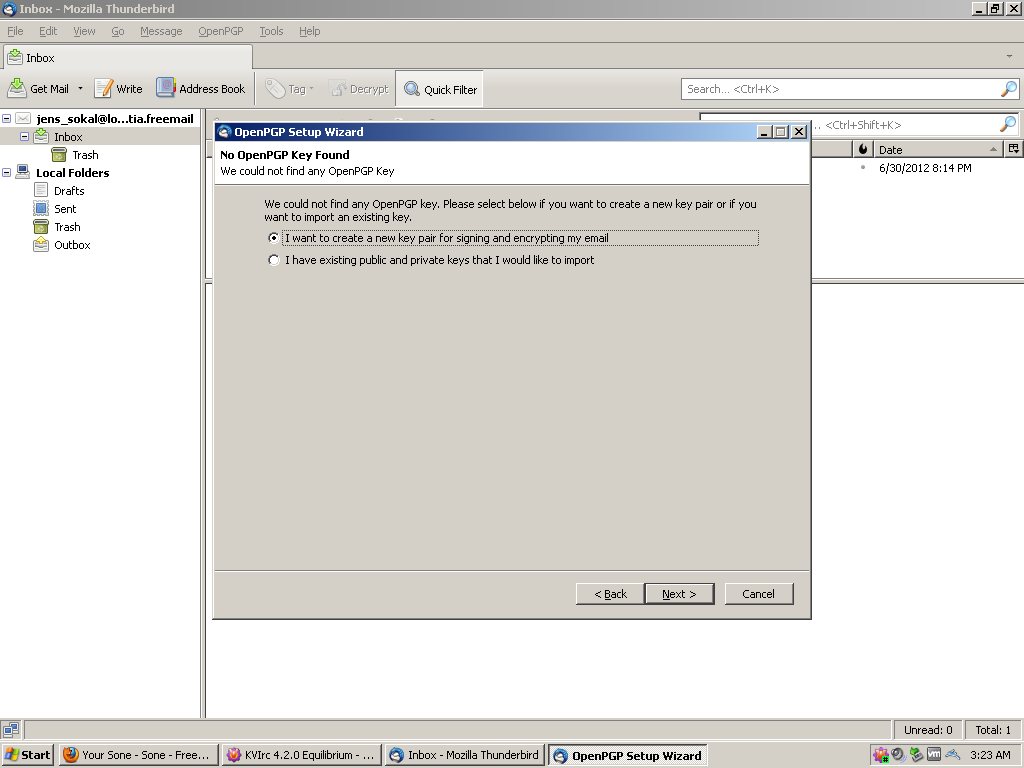 Inbox - Mozilla Thunderbird
File Edit View Go Message OpenPGP Tools Help
Inbox
Get Mail Write Address Book Tag Decrypt Quick Filter Search... <Ctrl+K>
jens_sokal@lo...tia.freemail
Inbox
Trash
Local Folders
Drafts
Sent
Trash
Outbox
... <Ctrl+Shift+K>
Date
6/30/2012 8:14 PM
OpenPGP Setup Wizard
No OpenPGP Key Found
We could not find any OpenPGP Key
We could not find any OpenPGP key. Please select below if you want to create a new key pair or if you
want to import an existing key.
I want to create a new key pair for signing and encrypting my email
I have existing public and private keys that I would like to import
< Back Next > Cancel
Unread: 0 Total: 1
Start Your Sone - Sone - Free... KVIrc 4.2.0 Equilibrium - ... Inbox - Mozilla Thunderbird OpenPGP Setup Wizard 3:23 AM